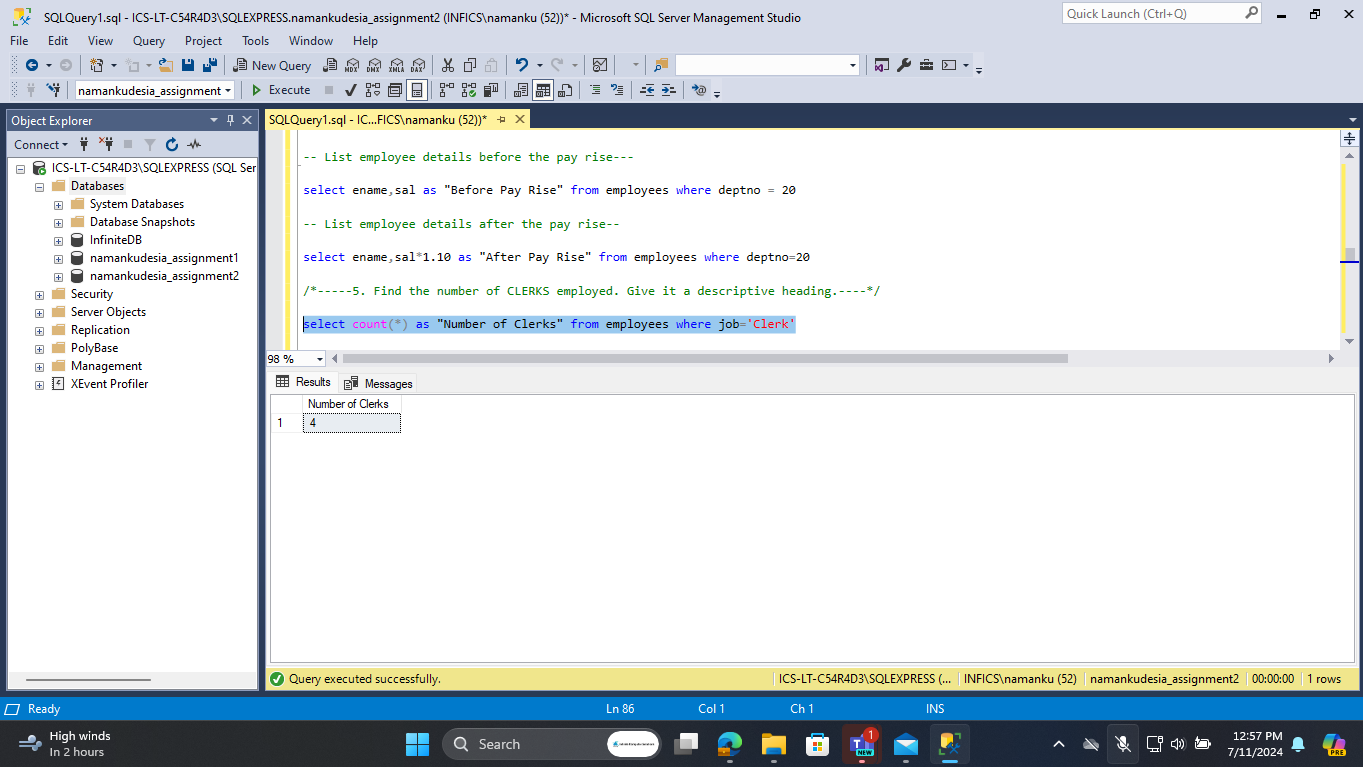 SQLQuery1.sql - ICS-LT-C54R4D3\SQLEXPRESS.namankudesia_assignment2 (INFICS\namanku (52))* - Microsoft SQL Server Management Studio
Quick Launch (Ctrl+Q)
File Edit View Query Project Tools Window Help
New Query MDX DMX XMLA DAX
namankudesia_assignment Execute
Object Explorer
Connect
ICS-LT-C54R4D3\SQLEXPRESS (SQL Ser
Databases
System Databases
Database Snapshots
InfiniteDB
namankudesia_assignment1
namankudesia_assignment2
Security
Server Objects
Replication
PolyBase
Management
XEvent Profiler
SQLQuery1.sql - IC...FICS\namanku (52))*
-- List employee details before the pay rise---
select ename,sal as "Before Pay Rise" from employees where deptno = 20
-- List employee details after the pay rise--
select ename,sal*1.10 as "After Pay Rise" from employees where deptno=20
/*-----5. Find the number of CLERKS employed. Give it a descriptive heading.----*/
select count(*) as "Number of Clerks" from employees where job='Clerk'
98 %
Results Messages
Number of Clerks
1 4
Query executed successfully. ICS-LT-C54R4D3\SQLEXPRESS (... INFICS\namanku (52) namankudesia_assignment2 00:00:00 1 rows
Ready Ln 86 Col 1 Ch 1 INS
High winds
In 2 hours
Search
1
NEW
12:57 PM
7/11/2024
PRE